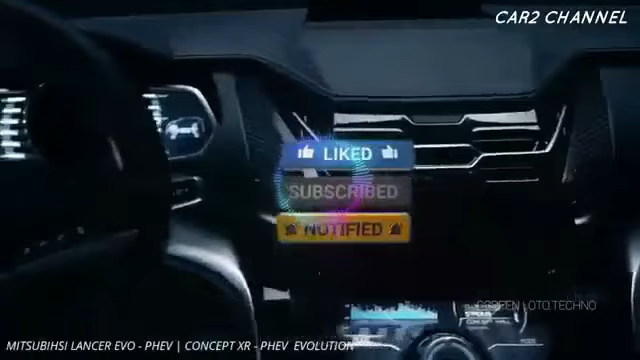 CAR2 CHANNEL
LIKED
SUBSCRIBED
NOTIFIED
MITSUBIHSI LANCER EVO - PHEV | CONCEPT XR - PHEV EVOLUTION